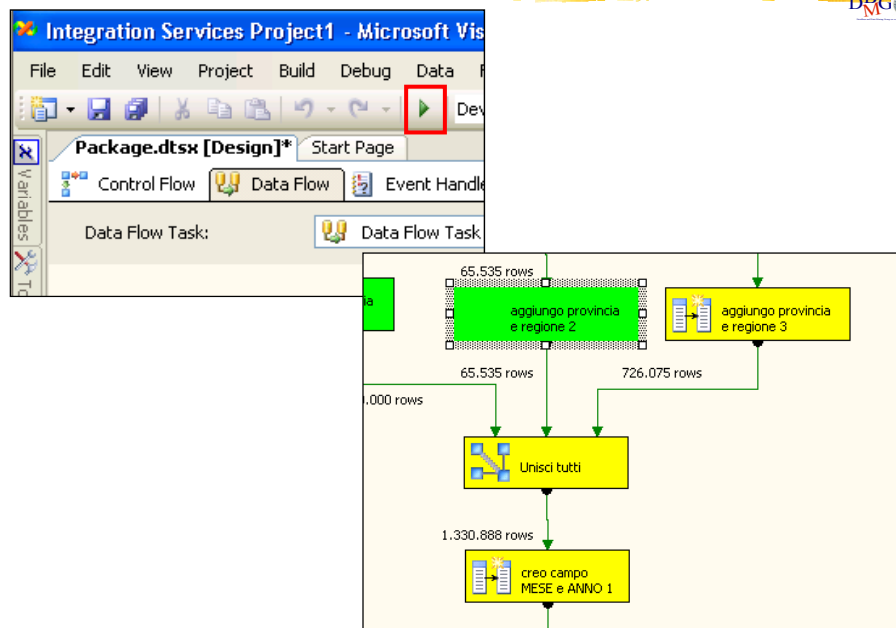 DBMG
Integration Services Project1 - Microsoft Vis
File Edit View Project Build Debug Data
Package.dtsx [Design]* Start Page
Variables
Control Flow Data Flow Event Handle
Data Flow Task: Data Flow Task
65.535 rows
aggiungo provincia
e regione 2
aggiungo provincia
e regione 3
65.535 rows
726.075 rows
.000 rows
Unisci tutti
1.330.888 rows
creo campo
MESE e ANNO 1